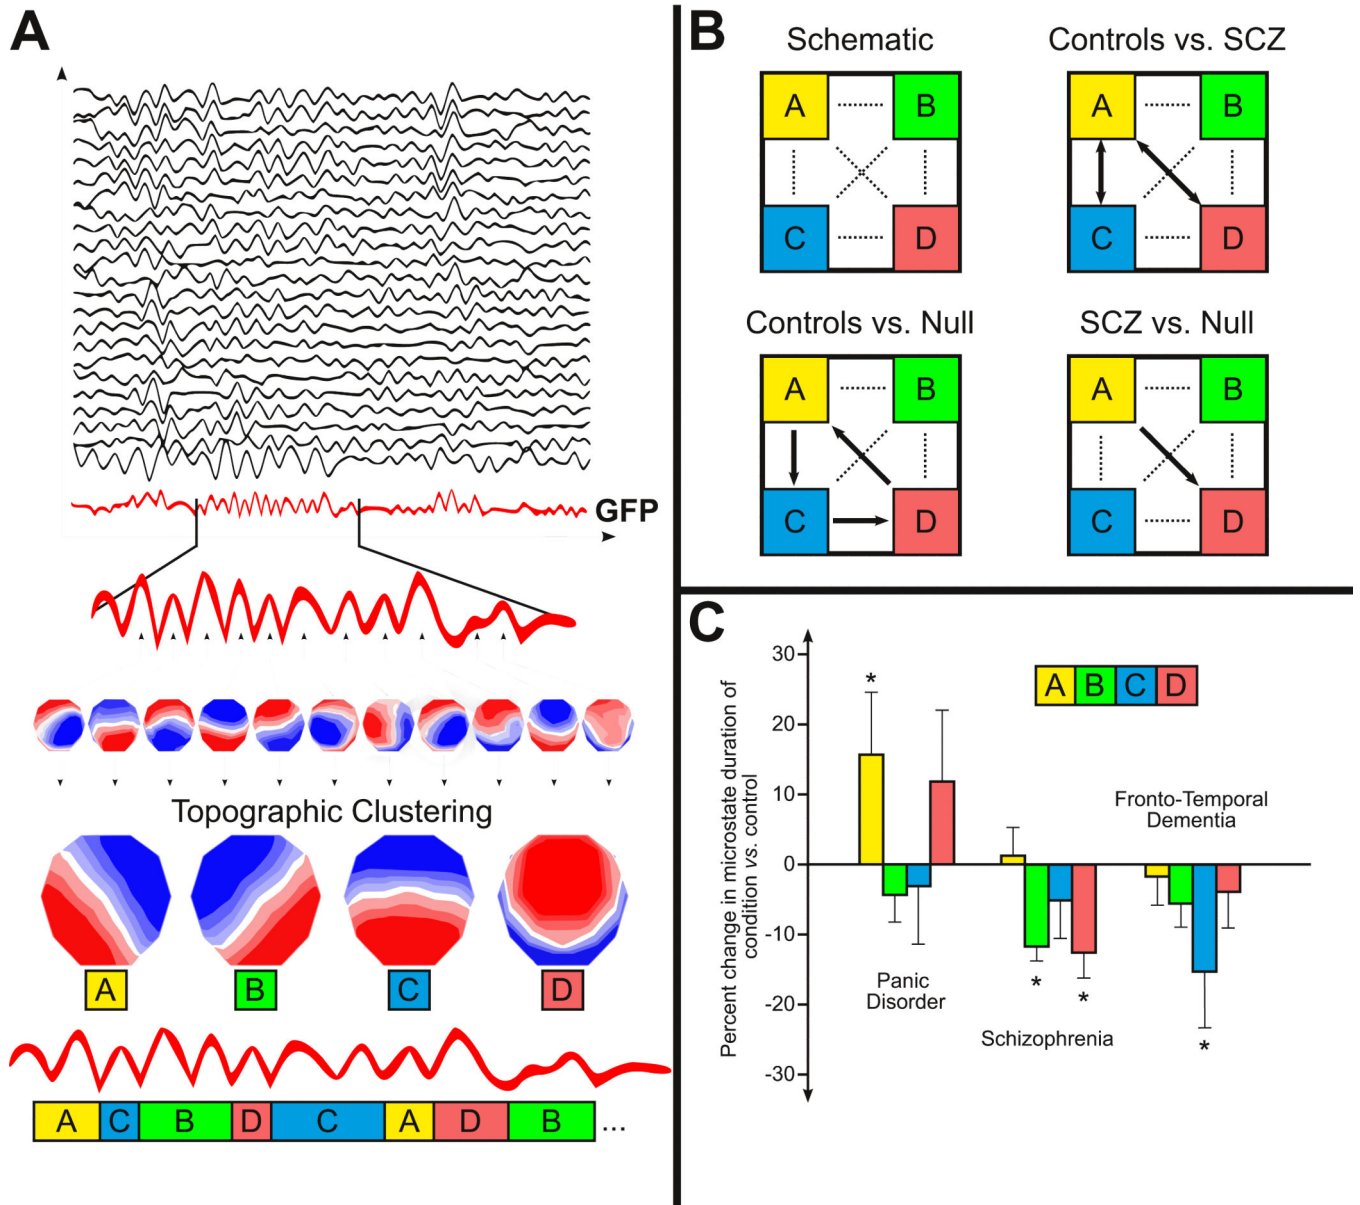 A
GFP
Topographic Clustering
A B C D
A C B D C A D B ...
B
Schematic
A B
C D
Controls vs. SCZ
A B
C D
Controls vs. Null
A B
C D
SCZ vs. Null
A B
C D
C
Percent change in microstate duration of
condition vs. control
30
20
10
0
-10
-20
-30
A B C D
*
Panic
Disorder
* *
Schizophrenia
Fronto-Temporal
Dementia
*